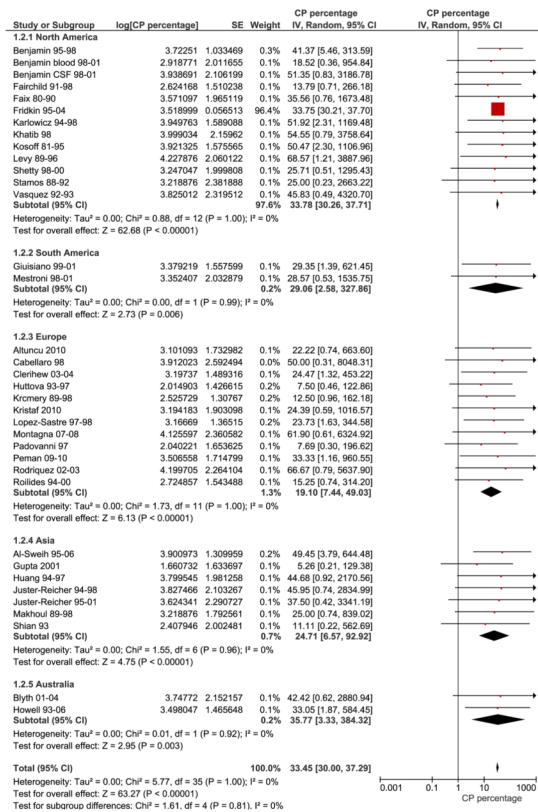 CP percentage CP percentage
Study or Subgroup log[CP percentage] SE Weight IV, Random, 95% CI IV, Random, 95% CI
1.2.1 North America
Benjamin 95-98 3.72251 1.033469 0.3% 41.37 [5.46, 313.59]
Benjamin blood 98-01 2.918771 2.011655 0.1% 18.52 [0.36, 954.84]
Benjamin CSF 98-01 3.938691 2.106199 0.1% 51.35 [0.83, 3186.78]
Fairchild 91-98 2.624168 1.510238 0.1% 13.79 [0.71, 266.18]
Faix 80-90 3.571097 1.965119 0.1% 35.56 [0.76, 1673.48]
Fridkin 95-04 3.518999 0.056513 96.4% 33.75 [30.21, 37.70]
Karlowicz 94-98 3.949763 1.589088 0.1% 51.92 [2.31, 1169.48]
Khatib 98 3.999034 2.15962 0.1% 54.55 [0.79, 3758.64]
Kosoff 81-95 3.921325 1.575565 0.1% 50.47 [2.30, 1106.96]
Levy 89-96 4.227876 2.060122 0.1% 68.57 [1.21, 3887.96]
Shetty 98-00 3.247047 1.999808 0.1% 25.71 [0.51, 1295.43]
Stamos 88-92 3.218876 2.381888 0.1% 25.00 [0.23, 2663.22]
Vasquez 92-93 3.825012 2.319512 0.1% 45.83 [0.49, 4320.70]
Subtotal (95% CI) 97.6% 33.78 [30.26, 37.71]
Heterogeneity: Tau² = 0.00; Chi² = 0.88, df = 12 (P = 1.00); I² = 0%
Test for overall effect: Z = 62.68 (P < 0.00001)
1.2.2 South America
Giuisiano 99-01 3.379219 1.557599 0.1% 29.35 [1.39, 621.45]
Mestroni 98-01 3.352407 2.032879 0.1% 28.57 [0.53, 1535.75]
Subtotal (95% CI) 0.2% 29.06 [2.58, 327.86]
Heterogeneity: Tau² = 0.00; Chi² = 0.00, df = 1 (P = 0.99); I² = 0%
Test for overall effect: Z = 2.73 (P = 0.006)
1.2.3 Europe
Altuncu 2010 3.101093 1.732982 0.1% 22.22 [0.74, 663.60]
Cabellaro 98 3.912023 2.592494 0.0% 50.00 [0.31, 8048.31]
Clerihew 03-04 3.19737 1.489316 0.1% 24.47 [1.32, 453.22]
Huttova 93-97 2.014903 1.426615 0.2% 7.50 [0.46, 122.86]
Krcmery 89-98 2.525729 1.30767 0.2% 12.50 [0.96, 162.18]
Kristaf 2010 3.194183 1.903098 0.1% 24.39 [0.59, 1016.57]
Lopez-Sastre 97-98 3.16669 1.36515 0.2% 23.73 [1.63, 344.58]
Montagna 07-08 4.125597 2.360582 0.1% 61.90 [0.61, 6324.92]
Padovanni 97 2.040221 1.653625 0.1% 7.69 [0.30, 196.62]
Peman 09-10 3.506558 1.714799 0.1% 33.33 [1.16, 960.55]
Rodriquez 02-03 4.199705 2.264104 0.1% 66.67 [0.79, 5637.90]
Roilides 94-00 2.724857 1.543488 0.1% 15.25 [0.74, 314.20]
Subtotal (95% CI) 1.3% 19.10 [7.44, 49.03]
Heterogeneity: Tau² = 0.00; Chi² = 1.73, df = 11 (P = 1.00); I² = 0%
Test for overall effect: Z = 6.13 (P < 0.00001)
1.2.4 Asia
Al-Sweih 95-06 3.900973 1.309959 0.2% 49.45 [3.79, 644.48]
Gupta 2001 1.660732 1.633697 0.1% 5.26 [0.21, 129.38]
Huang 94-97 3.799545 1.981258 0.1% 44.68 [0.92, 2170.56]
Juster-Reicher 94-98 3.827466 2.103267 0.1% 45.95 [0.74, 2834.99]
Juster-Reicher 95-01 3.624341 2.290727 0.1% 37.50 [0.42, 3341.19]
Makhoul 89-98 3.218876 1.792561 0.1% 25.00 [0.74, 839.02]
Shian 93 2.407946 2.002481 0.1% 11.11 [0.22, 562.69]
Subtotal (95% CI) 0.7% 24.71 [6.57, 92.92]
Heterogeneity: Tau² = 0.00; Chi² = 1.55, df = 6 (P = 0.96); I² = 0%
Test for overall effect: Z = 4.75 (P < 0.00001)
1.2.5 Australia
Blyth 01-04 3.74772 2.152157 0.1% 42.42 [0.62, 2880.94]
Howell 93-06 3.498047 1.465648 0.1% 33.05 [1.87, 584.45]
Subtotal (95% CI) 0.2% 35.77 [3.33, 384.32]
Heterogeneity: Tau² = 0.00; Chi² = 0.01, df = 1 (P = 0.92); I² = 0%
Test for overall effect: Z = 2.95 (P = 0.003)
Total (95% CI) 100.0% 33.45 [30.00, 37.29]
Heterogeneity: Tau² = 0.00; Chi² = 5.77, df = 35 (P = 1.00); I² = 0%
0.001 0.1 1 10 1000
Test for overall effect: Z = 63.27 (P < 0.00001)
CP percentage
Test for subgroup differences: Chi² = 1.61, df = 4 (P = 0.81), I² = 0%